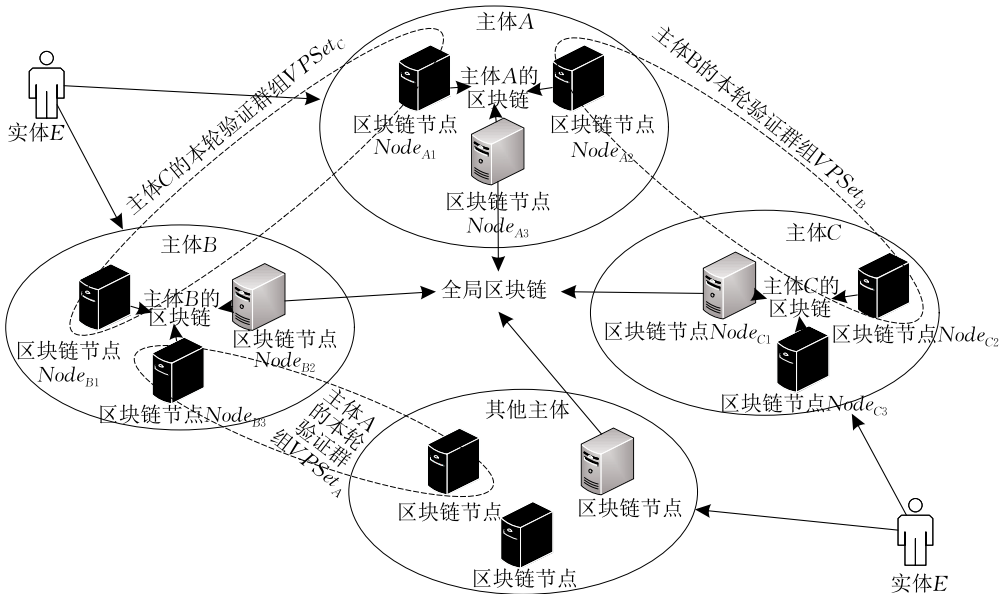 主体A
主体A的
区块链
区块链节点
Node_A1
区块链节点
Node_A2
区块链节点
Node_A3
实体E
主体C的本轮验证群组VPSet_C
主体B的本轮验证群组VPSet_B
主体B
主体B的
区块链
区块链节点
Node_B1
区块链节点
Node_B2
区块链节点Node_B3
全局区块链
主体C
主体C的
区块链
区块链节点Node_C1
区块链节点Node_C2
区块链节点Node_C3
主体A
的本轮
验证群
组VPSet_A
其他主体
区块链节点
区块链节点
区块链节点
实体E